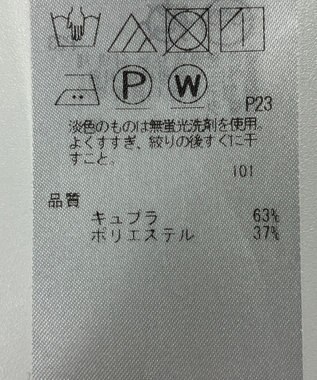 P W
P23
淡色のものは無蛍光洗剤を使用。
よくすすぎ、絞りの後すぐに干
すこと。
101
品質
キュプラ 63%
ポリエステル 37%